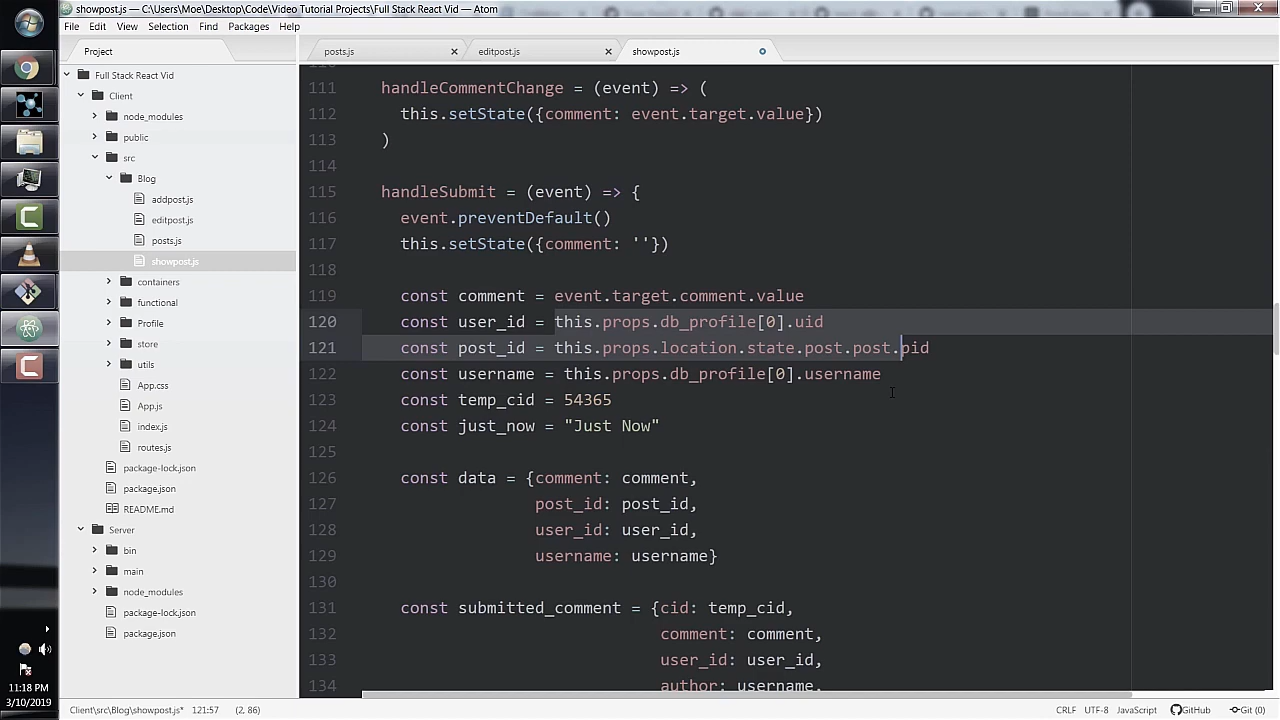 showpost.js — C:\Users\Moe\Desktop\Code\Video Tutorial Projects\Full Stack React Vid — Atom
File Edit View Selection Find Packages Help
Project
posts.js
editpost.js
showpost.js
Full Stack React Vid
Client
node_modules
public
src
Blog
addpost.js
editpost.js
posts.js
showpost.js
containers
functional
Profile
store
utils
App.css
App.js
index.js
routes.js
package-lock.json
package.json
README.md
Server
bin
main
node_modules
package-lock.json
package.json
111 handleCommentChange = (event) => (
112 this.setState({comment: event.target.value})
113 )
114
115 handleSubmit = (event) => {
116 event.preventDefault()
117 this.setState({comment: ''})
118
119 const comment = event.target.comment.value
120 const user_id = this.props.db_profile[0].uid
121 const post_id = this.props.location.state.post.post.pid
122 const username = this.props.db_profile[0].username
123 const temp_cid = 54365
124 const just_now = "Just Now"
125
126 const data = {comment: comment,
127 post_id: post_id,
128 user_id: user_id,
129 username: username}
130
131 const submitted_comment = {cid: temp_cid,
132 comment: comment,
133 user_id: user_id,
134 author: username,
11:18 PM
3/10/2019
Client\src\Blog\showpost.js* 121:57 (2, 86)
CRLF UTF-8 JavaScript GitHub Git (0)